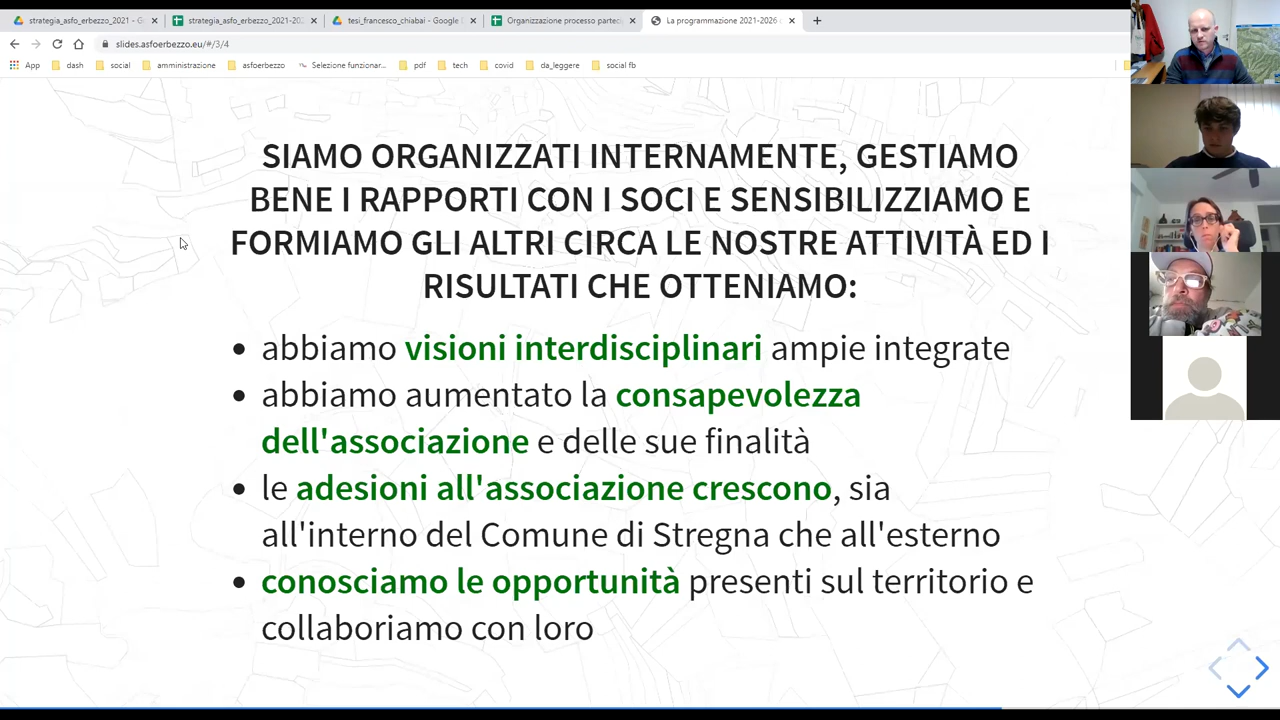 strategia_asfo_erbezzo_2021 - G
strategia_asfo_erbezzo_2021-202
tesi_francesco_chiabai - Google D
Organizzazione processo parteci
La programmazione 2021-2026 d
slides.asfoerbezzo.eu/#/3/4
App
dash
social
amministrazione
asfoerbezzo
Selezione funzionar...
pdf
tech
covid
da_leggere
social fb
SIAMO ORGANIZZATI INTERNAMENTE, GESTIAMO
BENE I RAPPORTI CON I SOCI E SENSIBILIZZIAMO E
FORMIAMO GLI ALTRI CIRCA LE NOSTRE ATTIVITÀ ED I
RISULTATI CHE OTTENIAMO:
• abbiamo visioni interdisciplinari ampie integrate
• abbiamo aumentato la consapevolezza
dell'associazione e delle sue finalità
• le adesioni all'associazione crescono, sia
all'interno del Comune di Stregna che all'esterno
• conosciamo le opportunità presenti sul territorio e
collaboriamo con loro